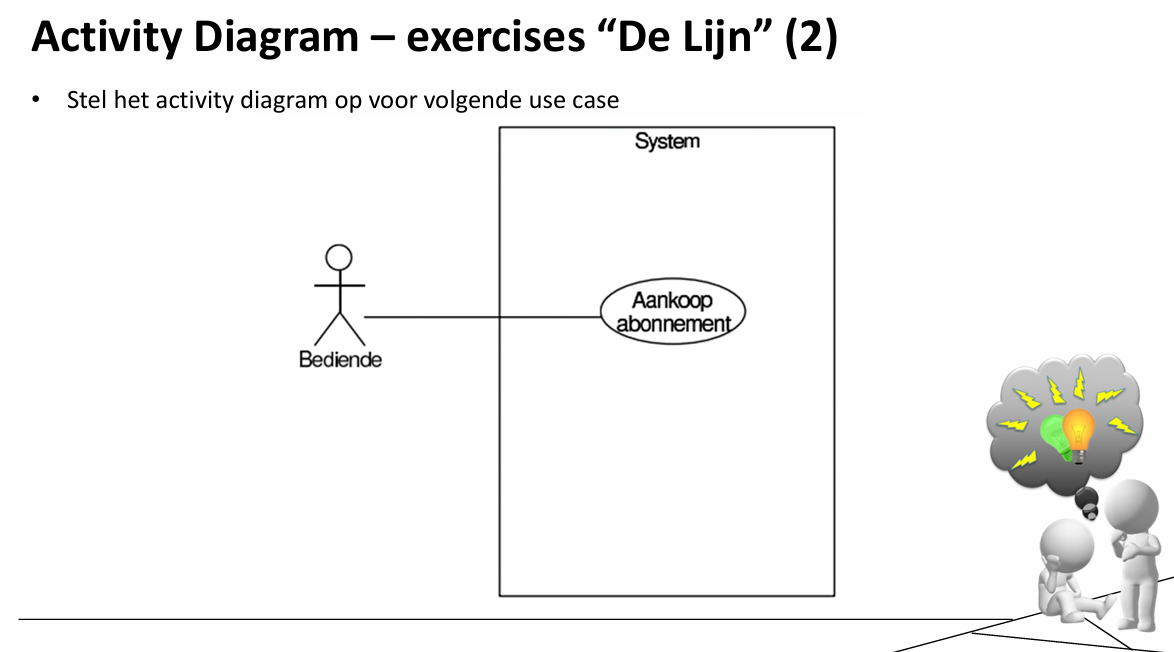 Activity Diagram – exercises “De Lijn” (2)
• Stel het activity diagram op voor volgende use case
System
Aankoop
abonnement
Bediende